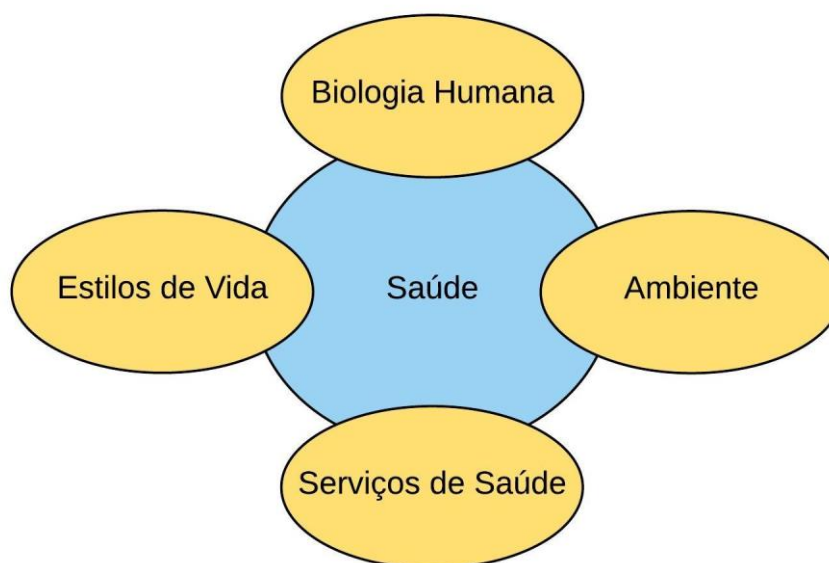 Biologia Humana
Estilos de Vida
Saúde
Ambiente
Serviços de Saúde